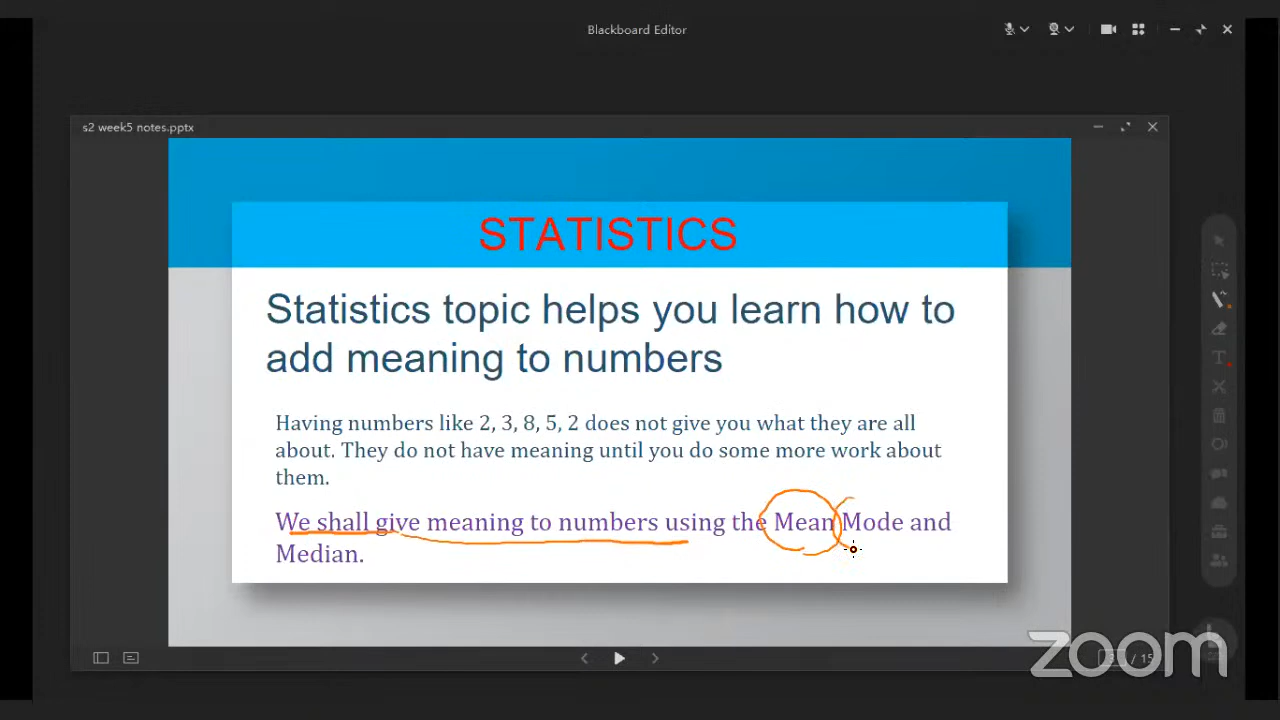 Blackboard Editor
s2 week5 notes.pptx
STATISTICS
Statistics topic helps you learn how to
add meaning to numbers
Having numbers like 2, 3, 8, 5, 2 does not give you what they are all
about. They do not have meaning until you do some more work about
them.
We shall give meaning to numbers using the Mean Mode and
Median.
3 / 15
zoom